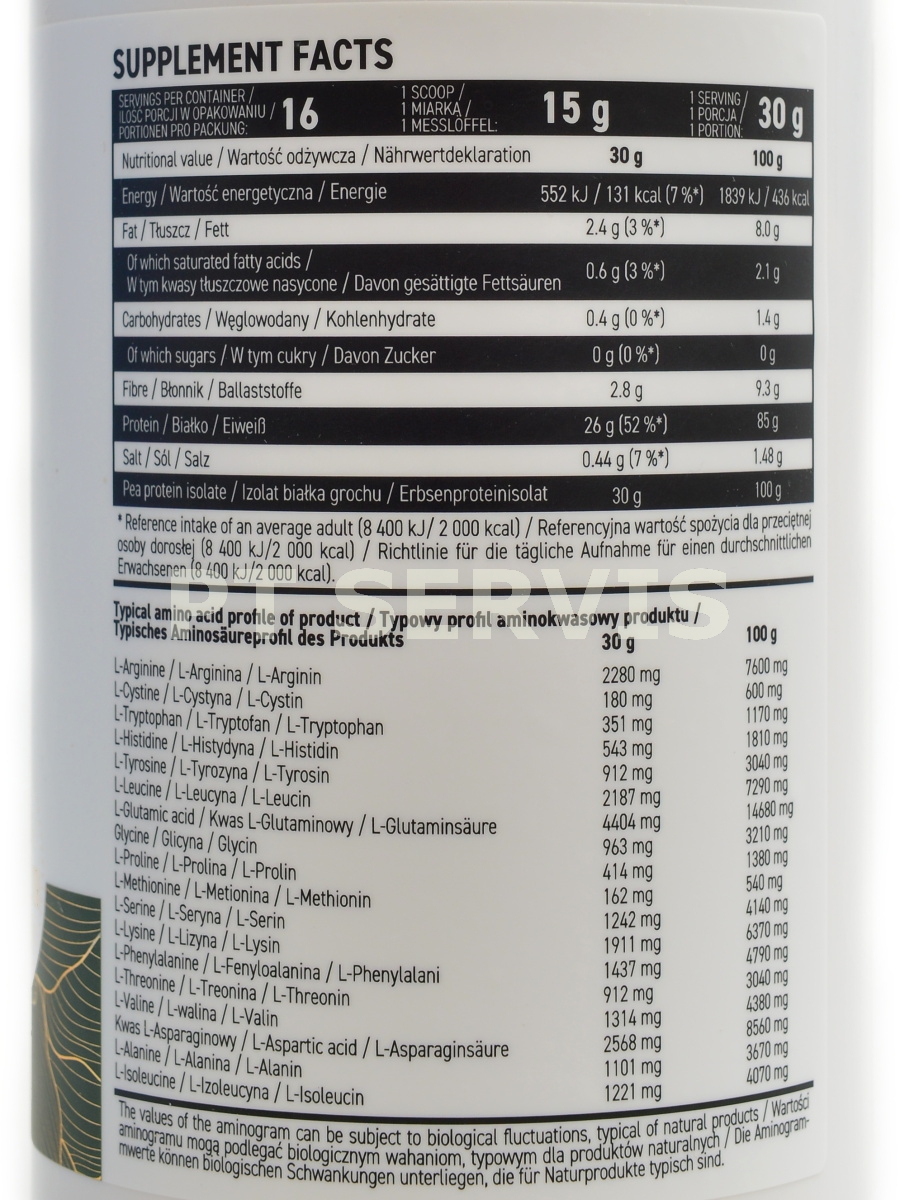 SUPPLEMENT FACTS
SERVINGS PER CONTAINER /
ILOŚĆ PORCJI W OPAKOWANIU /
PORTIONEN PRO PACKUNG: 16
1 SCOOP /
1 MIARKA /
1 MESSLÖFFEL: 15 g
1 SERVING /
1 PORCJA /
1 PORTION: 30 g
Nutritional value / Wartość odżywcza / Nährwertdeklaration 30 g 100 g
Energy / Wartość energetyczna / Energie 552 kJ / 131 kcal (7 %*) 1839 kJ / 436 kcal
Fat / Tłuszcz / Fett 2.4 g (3 %*) 8.0 g
Of which saturated fatty acids /
W tym kwasy tłuszczowe nasycone / Davon gesättigte Fettsäuren 0.6 g (3 %*) 2.1 g
Carbohydrates / Węglowodany / Kohlenhydrate 0.4 g (0 %*) 1.4 g
Of which sugars / W tym cukry / Davon Zucker 0 g (0 %*) 0 g
Fibre / Błonnik / Ballaststoffe 2.8 g 9.3 g
Protein / Białko / Eiweiß 26 g (52 %*) 85 g
Salt / Sól / Salz 0.44 g (7 %*) 1.48 g
Pea protein isolate / Izolat białka grochu / Erbsenproteinisolat 30 g 100 g
* Reference intake of an average adult (8 400 kJ/ 2 000 kcal) / Referencyjna wartość spożycia dla przeciętnej
osoby dorosłej (8 400 kJ/2 000 kcal) / Richtlinie für die tägliche Aufnahme für einen durchschnittlichen
Erwachsenen (8 400 kJ/2 000 kcal).
PT SERVIS
Typical amino acid profile of product / Typowy profil aminokwasowy produktu /
Typisches Aminosäureprofil des Produkts 30 g 100 g
L-Arginine / L-Arginina / L-Arginin 2280 mg 7600 mg
L-Cystine / L-Cystyna / L-Cystin 180 mg 600 mg
L-Tryptophan / L-Tryptofan / L-Tryptophan 351 mg 1170 mg
L-Histidine / L-Histydyna / L-Histidin 543 mg 1810 mg
L-Tyrosine / L-Tyrozyna / L-Tyrosin 912 mg 3040 mg
L-Leucine / L-Leucyna / L-Leucin 2187 mg 7290 mg
L-Glutamic acid / Kwas L-Glutaminowy / L-Glutaminsäure 4404 mg 14680 mg
Glycine / Glicyna / Glycin 963 mg 3210 mg
L-Proline / L-Prolina / L-Prolin 414 mg 1380 mg
L-Methionine / L-Metionina / L-Methionin 162 mg 540 mg
L-Serine / L-Seryna / L-Serin 1242 mg 4140 mg
L-Lysine / L-Lizyna / L-Lysin 1911 mg 6370 mg
L-Phenylalanine / L-Fenyloalanina / L-Phenylalani 1437 mg 4790 mg
L-Threonine / L-Treonina / L-Threonin 912 mg 3040 mg
L-Valine / L-walina / L-Valin 1314 mg 4380 mg
Kwas L-Asparaginowy / L-Aspartic acid / L-Asparaginsäure 2568 mg 8560 mg
L-Alanine / L-Alanina / L-Alanin 1101 mg 3670 mg
L-Isoleucine / L-Izoleucyna / L-Isoleucin 1221 mg 4070 mg
The values of the aminogram can be subject to biological fluctuations, typical of natural products / Wartości
aminogramu mogą podlegać biologicznym wahaniom, typowym dla produktów naturalnych / Die Aminogram-
mwerte können biologischen Schwankungen unterliegen, die für Naturprodukte typisch sind.